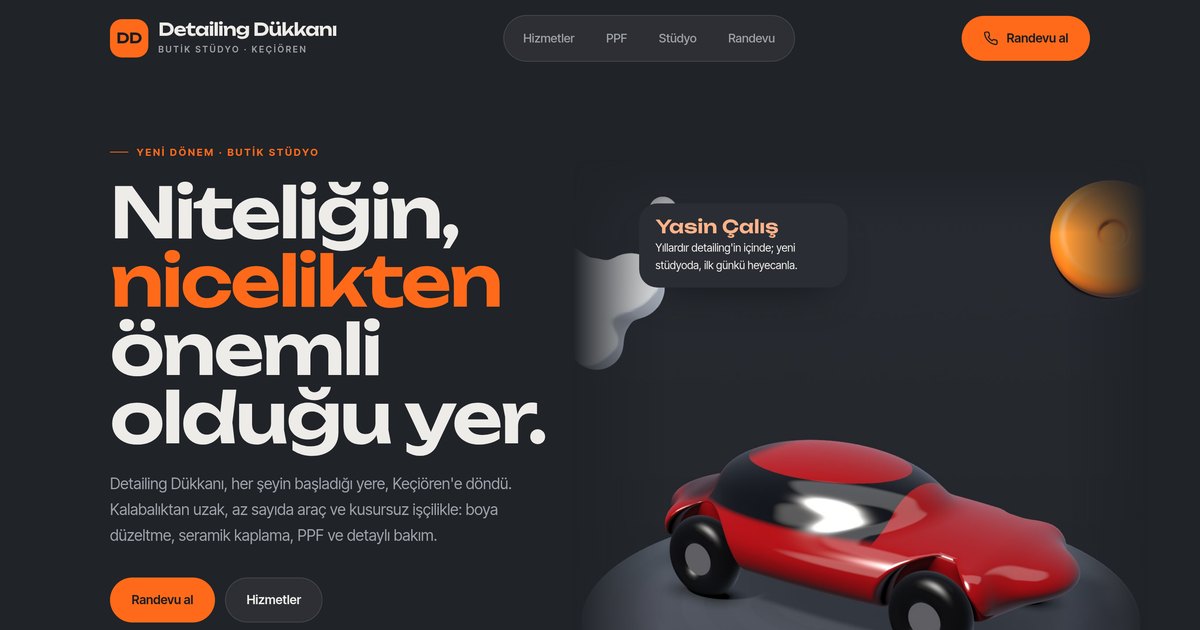 DD
Detailing Dükkanı
BUTİK STÜDYO · KEÇİÖREN
Hizmetler
PPF
Stüdyo
Randevu
Randevu al
YENİ DÖNEM · BUTİK STÜDYO
Niteliğin,
nicelikten
önemli
olduğu yer.
Detailing Dükkanı, her şeyin başladığı yere, Keçiören'e döndü.
Kalabalıktan uzak, az sayıda araç ve kusursuz işçilikle: boya
düzeltme, seramik kaplama, PPF ve detaylı bakım.
Randevu al
Hizmetler
Yasin Çalış
Yıllardır detailing'in içinde; yeni
stüdyoda, ilk günkü heyecanla.